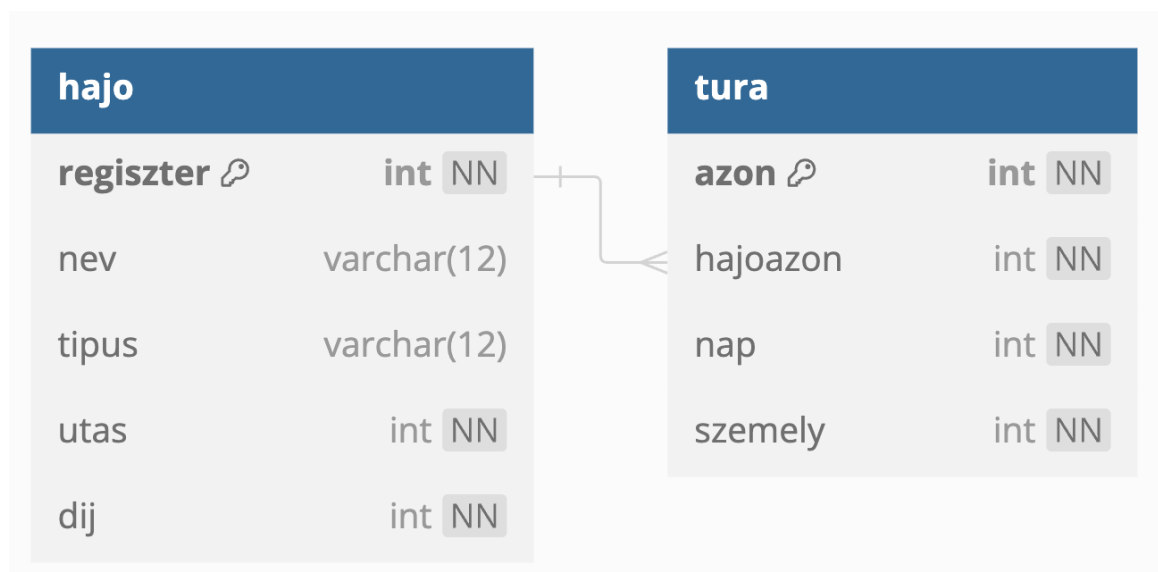 hajo
regiszter int NN
nev varchar(12)
tipus varchar(12)
utas int NN
dij int NN
tura
azon int NN
hajoazon int NN
nap int NN
szemely int NN